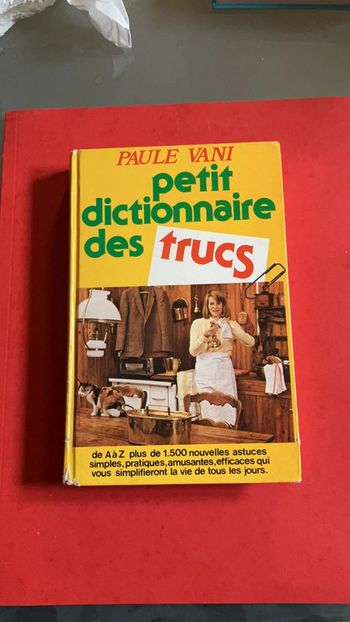 PAULE VANI
petit
dictionnaire
des trucs
de A à Z plus de 1.500 nouvelles astuces
simples, pratiques, amusantes, efficaces qui
vous simplifieront la vie de tous les jours.